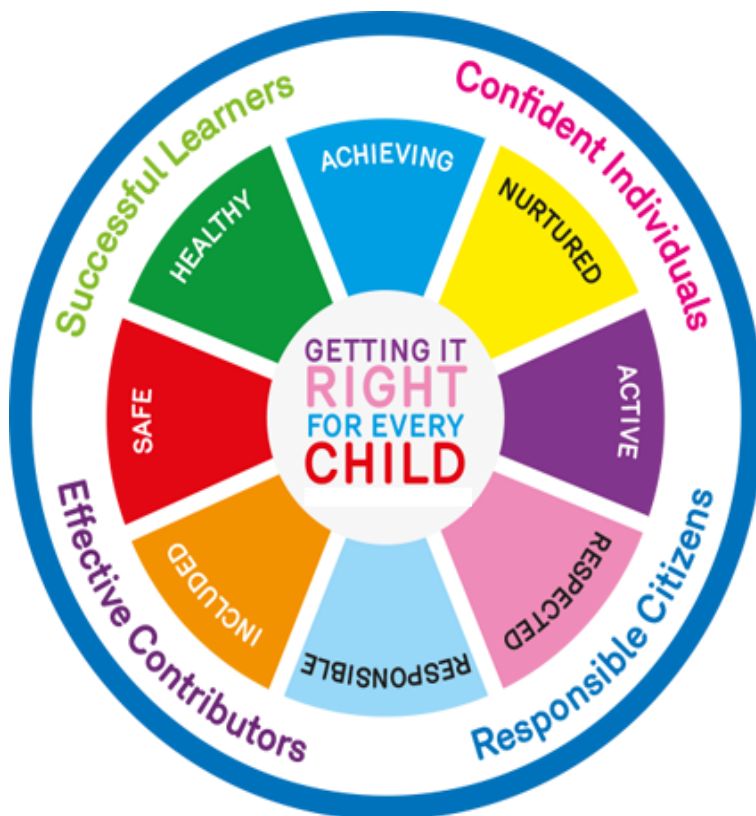 Successful Learners
Confident Individuals
ACHIEVING
NURTURED
ACTIVE
RESPECTED
RESPONSIBLE
INCLUDED
SAFE
HEALTHY
GETTING IT
RIGHT
FOR EVERY
CHILD
Effective Contributors
Responsible Citizens